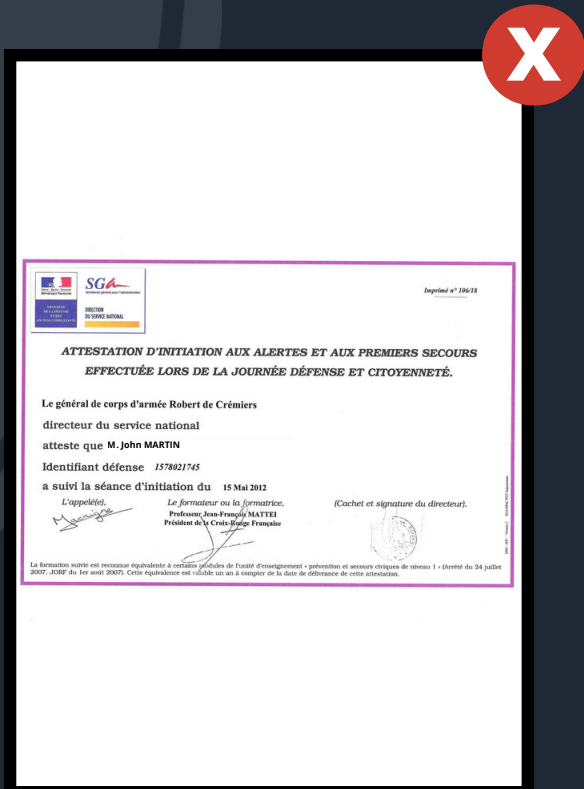 X
SGA
Secrétariat général pour l'administration
DIRECTION
DU SERVICE NATIONAL
Imprimé n° 106/18
ATTESTATION D'INITIATION AUX ALERTES ET AUX PREMIERS SECOURS
EFFECTUÉE LORS DE LA JOURNÉE DÉFENSE ET CITOYENNETÉ.
Le général de corps d'armée Robert de Crémiers
directeur du service national
atteste que M. John MARTIN
Identifiant défense 1578021745
a suivi la séance d'initiation du 15 Mai 2012
L'appelé(e), Le formateur ou la formatrice, (Cachet et signature du directeur).
Macaigne
Professeur Jean-François MATTEI
Président de la Croix-Rouge Française
La formation suivie est reconnue équivalente à certains modules de l'unité d'enseignement « prévention et secours civiques de niveau 1 » (Arrêté du 24 juillet
2007, JORF du 1er août 2007). Cette équivalence est valable un an à compter de la date de délivrance de cette attestation.